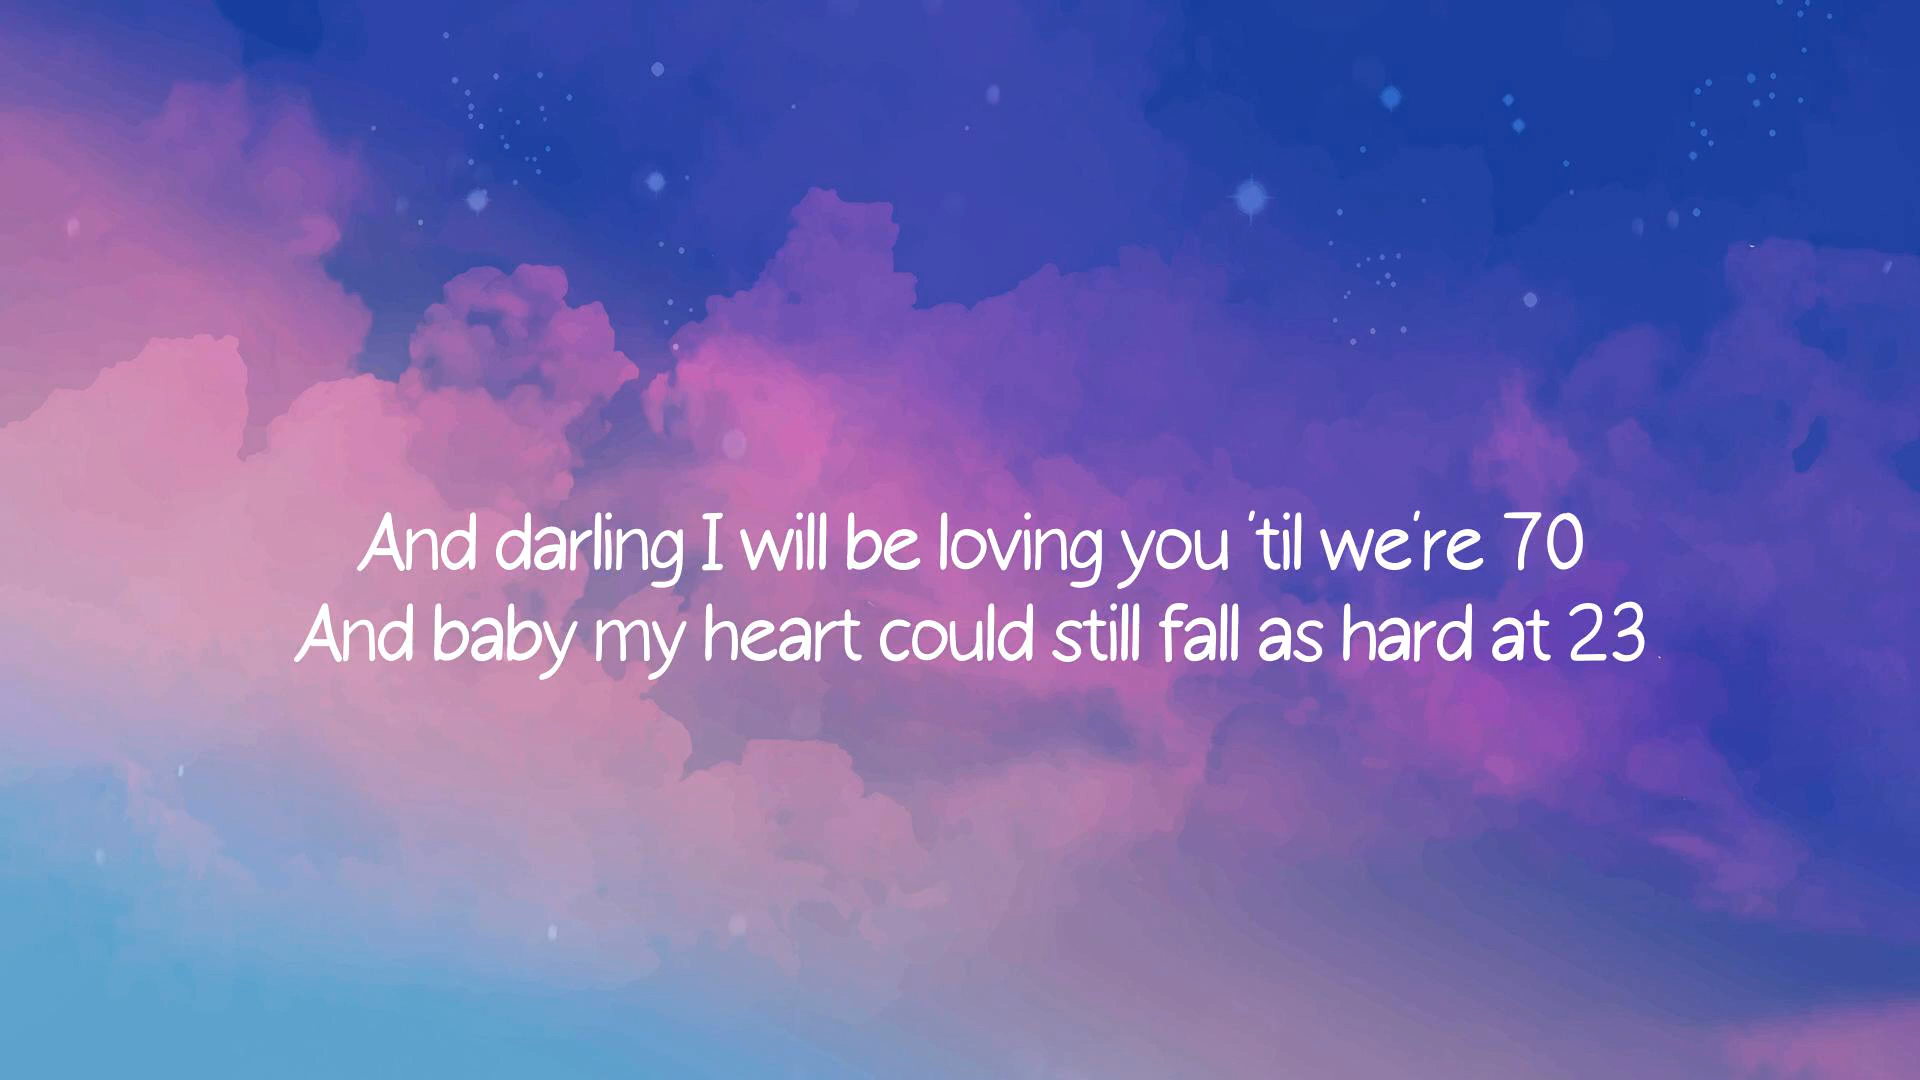 And darling I will be loving you 'til we're 70
And baby my heart could still fall as hard at 23